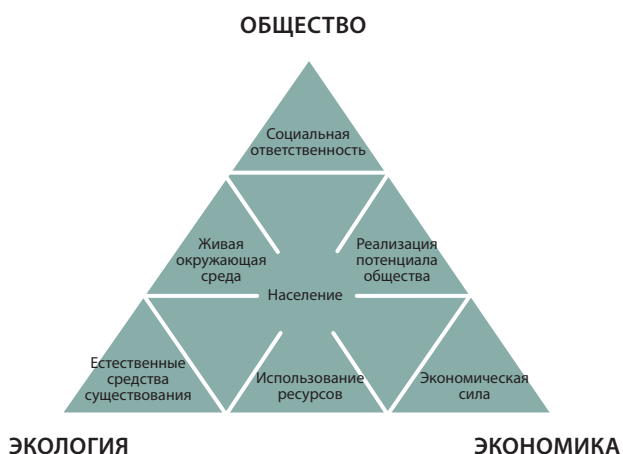 ОБЩЕСТВО
Социальная
ответственность
Живая
окружающая
среда
Реализация
потенциала
общества
Население
Естественные
средства
существования
Использование
ресурсов
Экономическая
сила
ЭКОЛОГИЯ
ЭКОНОМИКА